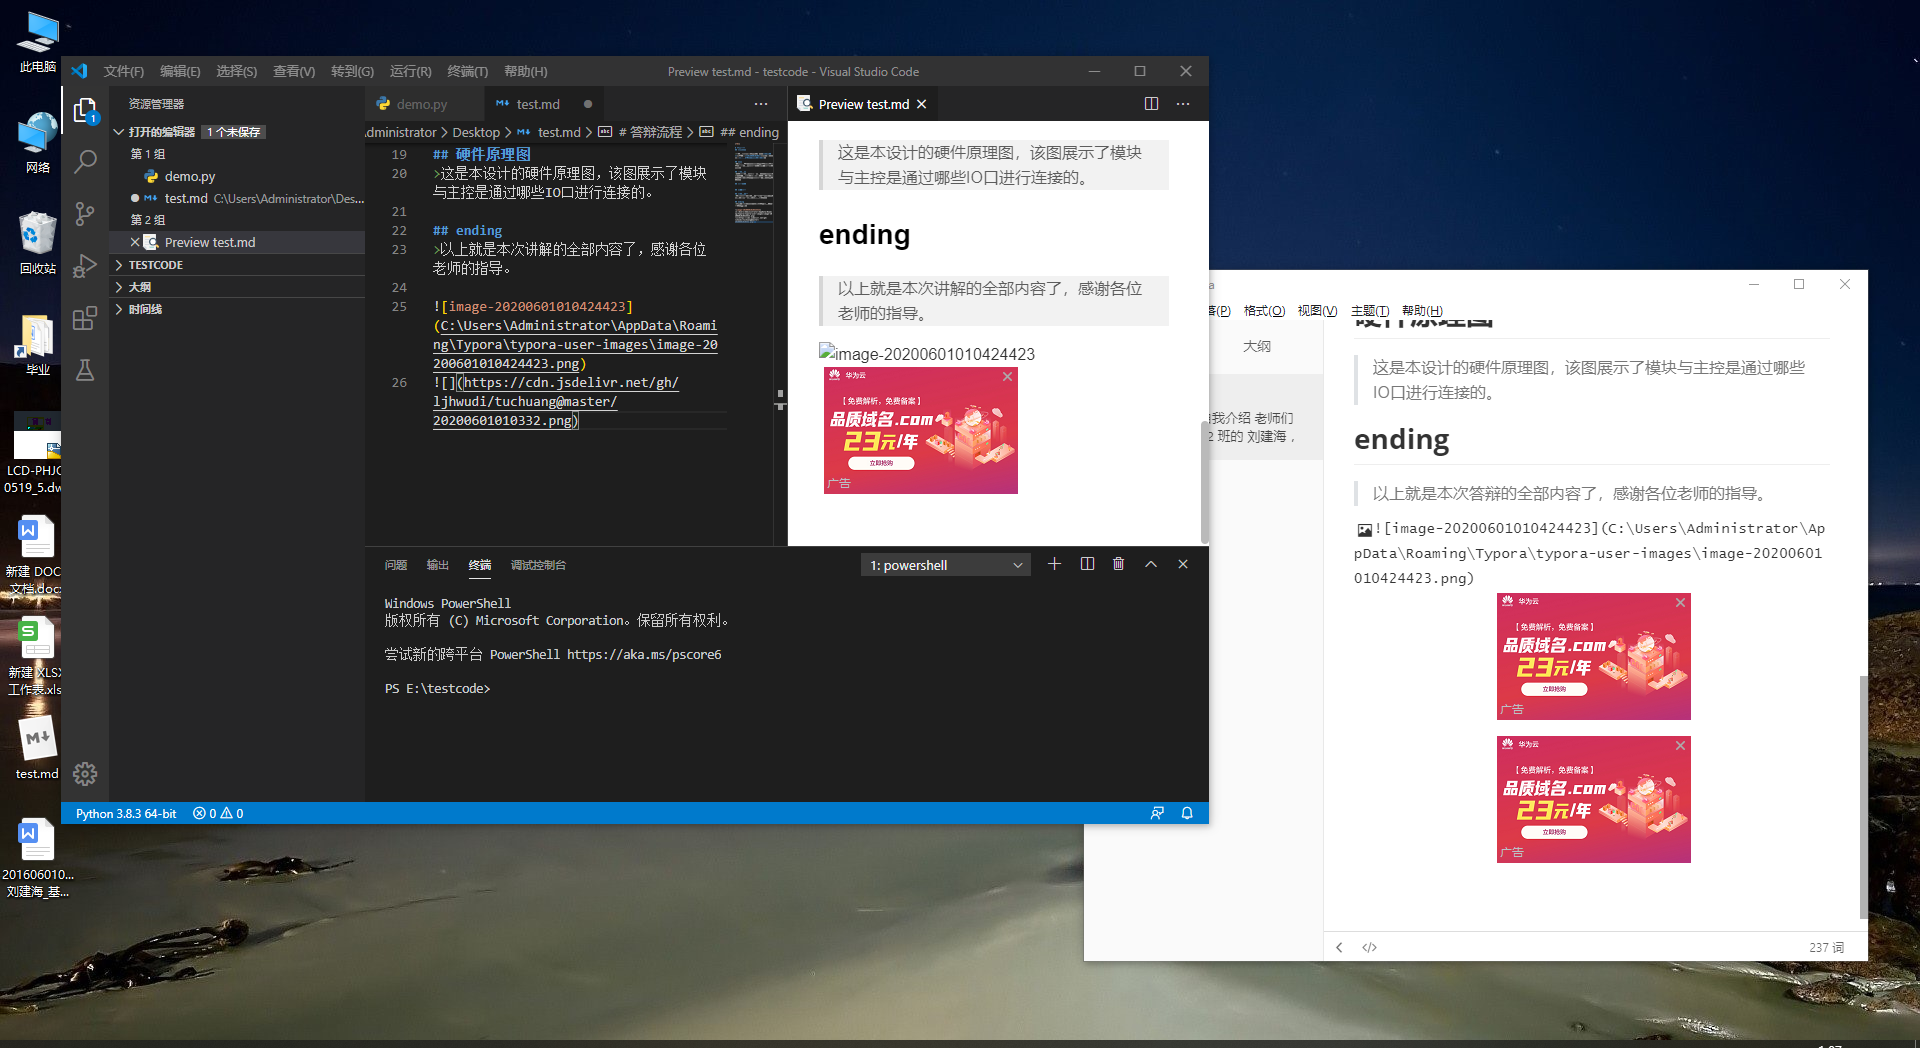 此电脑
网络
回收站
毕业
LCD-PHJC
0519_5.dw
新建 DOC
文档.doc
新建 XLSX
工作表.xls
test.md
201606010...
刘建海_基...
文件(F) 编辑(E) 选择(S) 查看(V) 转到(G) 运行(R) 终端(T) 帮助(H)
Preview test.md - testcode - Visual Studio Code
1
资源管理器
打开的编辑器 1 个未保存
第 1 组
demo.py
test.md C:\Users\Administrator\Des...
第 2 组
Preview test.md
TESTCODE
大纲
时间线
demo.py
test.md
dministrator > Desktop > test.md > # 答辩流程 > ## ending
19 ## 硬件原理图
20 >这是本设计的硬件原理图，该图展示了模块
与主控是通过哪些IO口进行连接的。
21
22 ## ending
23 >以上就是本次讲解的全部内容了，感谢各位
老师的指导。
24
25 ![image-20200601010424423]
(C:\Users\Administrator\AppData\Roami
ng\Typora\typora-user-images\image-20
200601010424423.png)
26 ![](https://cdn.jsdelivr.net/gh/
ljhwudi/tuchuang@master/
20200601010332.png)
Preview test.md
这是本设计的硬件原理图，该图展示了模块
与主控是通过哪些IO口进行连接的。
ending
以上就是本次讲解的全部内容了，感谢各位
老师的指导。
image-20200601010424423
华为云
【 免费解析，免费备案 】
品质域名.com
23元/年
立即抢购
广告
问题 输出 终端 调试控制台
1: powershell
Windows PowerShell
版权所有 (C) Microsoft Corporation。保留所有权利。
尝试新的跨平台 PowerShell https://aka.ms/pscore6
PS E:\testcode>
Python 3.8.3 64-bit 0 0
a
落(P) 格式(O) 视图(V) 主题(T) 帮助(H)
大纲
我介绍 老师们
2 班的 刘建海，
硬件原理图
这是本设计的硬件原理图，该图展示了模块与主控是通过哪些
IO口进行连接的。
ending
以上就是本次答辩的全部内容了，感谢各位老师的指导。
![image-20200601010424423](C:\Users\Administrator\Ap
pData\Roaming\Typora\typora-user-images\image-20200601
010424423.png)
华为云
【 免费解析，免费备案 】
品质域名.com
23元/年
立即抢购
广告
华为云
【 免费解析，免费备案 】
品质域名.com
23元/年
立即抢购
广告
237 词